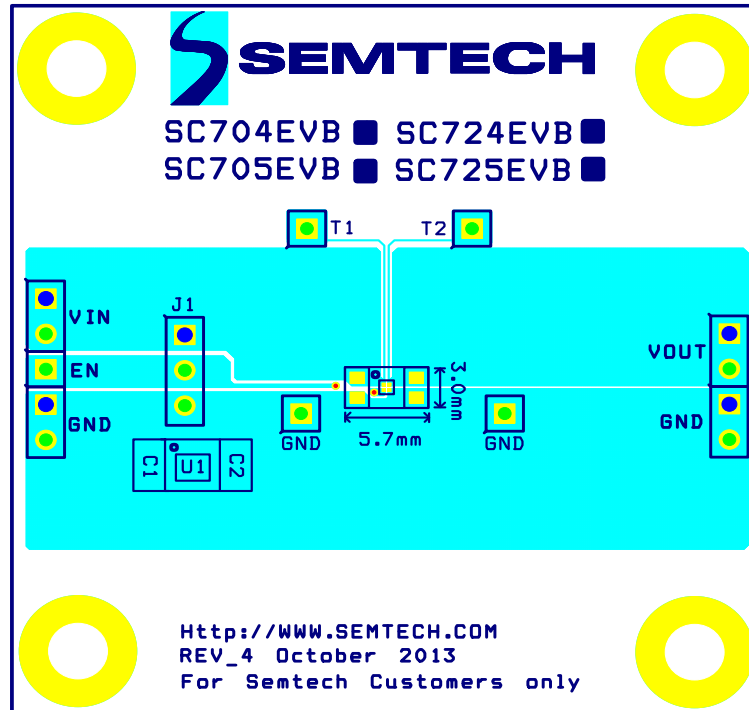 SEMTECH
SC704EVB SC724EVB
SC705EVB SC725EVB
T1 T2
J1
VIN
EN
GND
VOUT
GND
3.0mm
5.7mm
GND GND
C1 U1 C2
Http://WWW.SEMTECH.COM
REV_4 October 2013
For Semtech Customers only